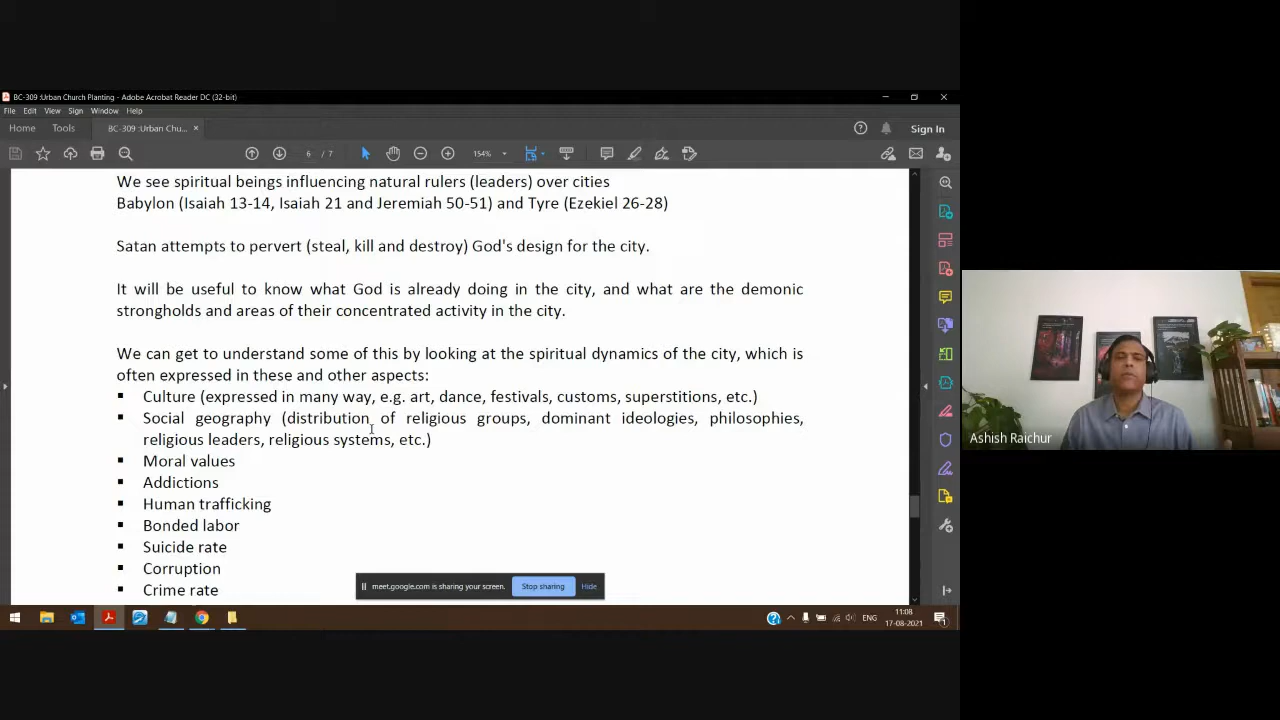 BC-309 :Urban Church Planting - Adobe Acrobat Reader DC (32-bit)
File Edit View Sign Window Help
Home Tools BC-309 :Urban Chu... × Sign In
6 / 7 154%
We see spiritual beings influencing natural rulers (leaders) over cities
Babylon (Isaiah 13-14, Isaiah 21 and Jeremiah 50-51) and Tyre (Ezekiel 26-28)
Satan attempts to pervert (steal, kill and destroy) God's design for the city.
It will be useful to know what God is already doing in the city, and what are the demonic
strongholds and areas of their concentrated activity in the city.
We can get to understand some of this by looking at the spiritual dynamics of the city, which is
often expressed in these and other aspects:
▪ Culture (expressed in many way, e.g. art, dance, festivals, customs, superstitions, etc.)
▪ Social geography (distribution of religious groups, dominant ideologies, philosophies,
religious leaders, religious systems, etc.)
▪ Moral values
▪ Addictions
▪ Human trafficking
▪ Bonded labor
▪ Suicide rate
▪ Corruption
▪ Crime rate
meet.google.com is sharing your screen. Stop sharing Hide
ENG
11:08
17-08-2021
Ashish Raichur